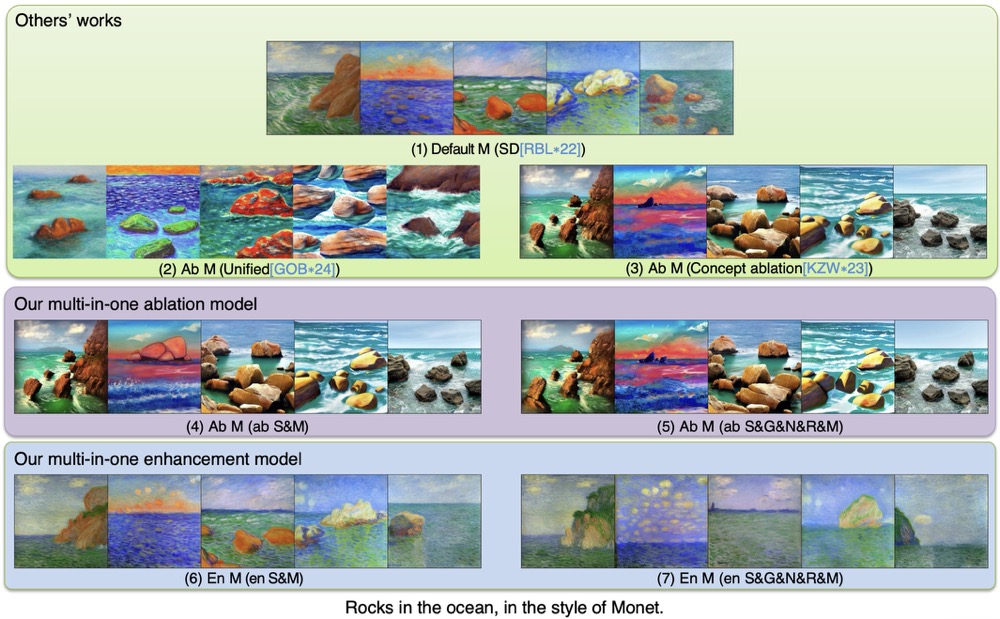 Others' works
(1) Default M (SD[RBL*22])
(2) Ab M (Unified[GOB*24])
(3) Ab M (Concept ablation[KZW*23])
Our multi-in-one ablation model
(4) Ab M (ab S&M)
(5) Ab M (ab S&G&N&R&M)
Our multi-in-one enhancement model
(6) En M (en S&M)
(7) En M (en S&G&N&R&M)
Rocks in the ocean, in the style of Monet.